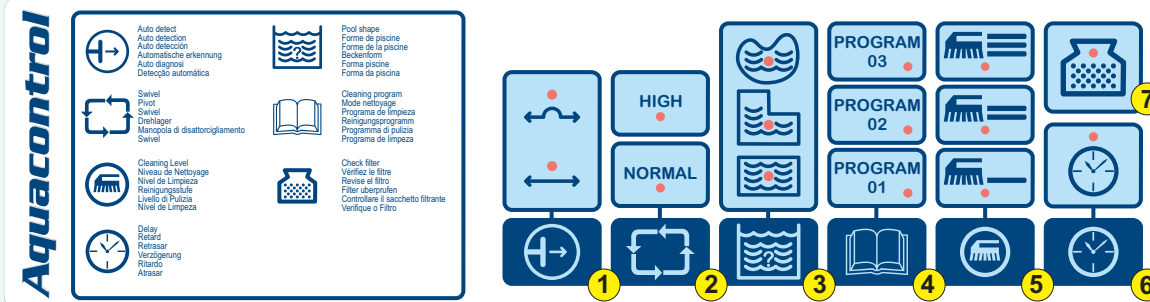 Aquacontrol
Auto detect
Auto detection
Auto detección
Automatische erkennung
Auto diagnosi
Detecção automática
Swivel
Pivot
Swivel
Drehlager
Manopola di disattorcigliamento
Swivel
Cleaning Level
Niveau de Nettoyage
Nivel de Limpieza
Reinigungsstufe
Livello di Pulizia
Nível de Limpeza
Delay
Retard
Retrasar
Verzögerung
Ritardo
Atrasar
Pool shape
Forme de piscine
Forme de la piscine
Beckenform
Forma piscine
Forma da piscina
Cleaning program
Mode nettoyage
Programa de limpieza
Reinigungsprogramm
Programma di pulizia
Programa de limpeza
Check filter
Vérifiez le filtre
Revise el filtro
Filter uberprufen
Controllare il sacchetto filtrante
Verifique o Filtro
HIGH
NORMAL
?
PROGRAM
03
PROGRAM
02
PROGRAM
01
?
1
2
3
4
5
6
7